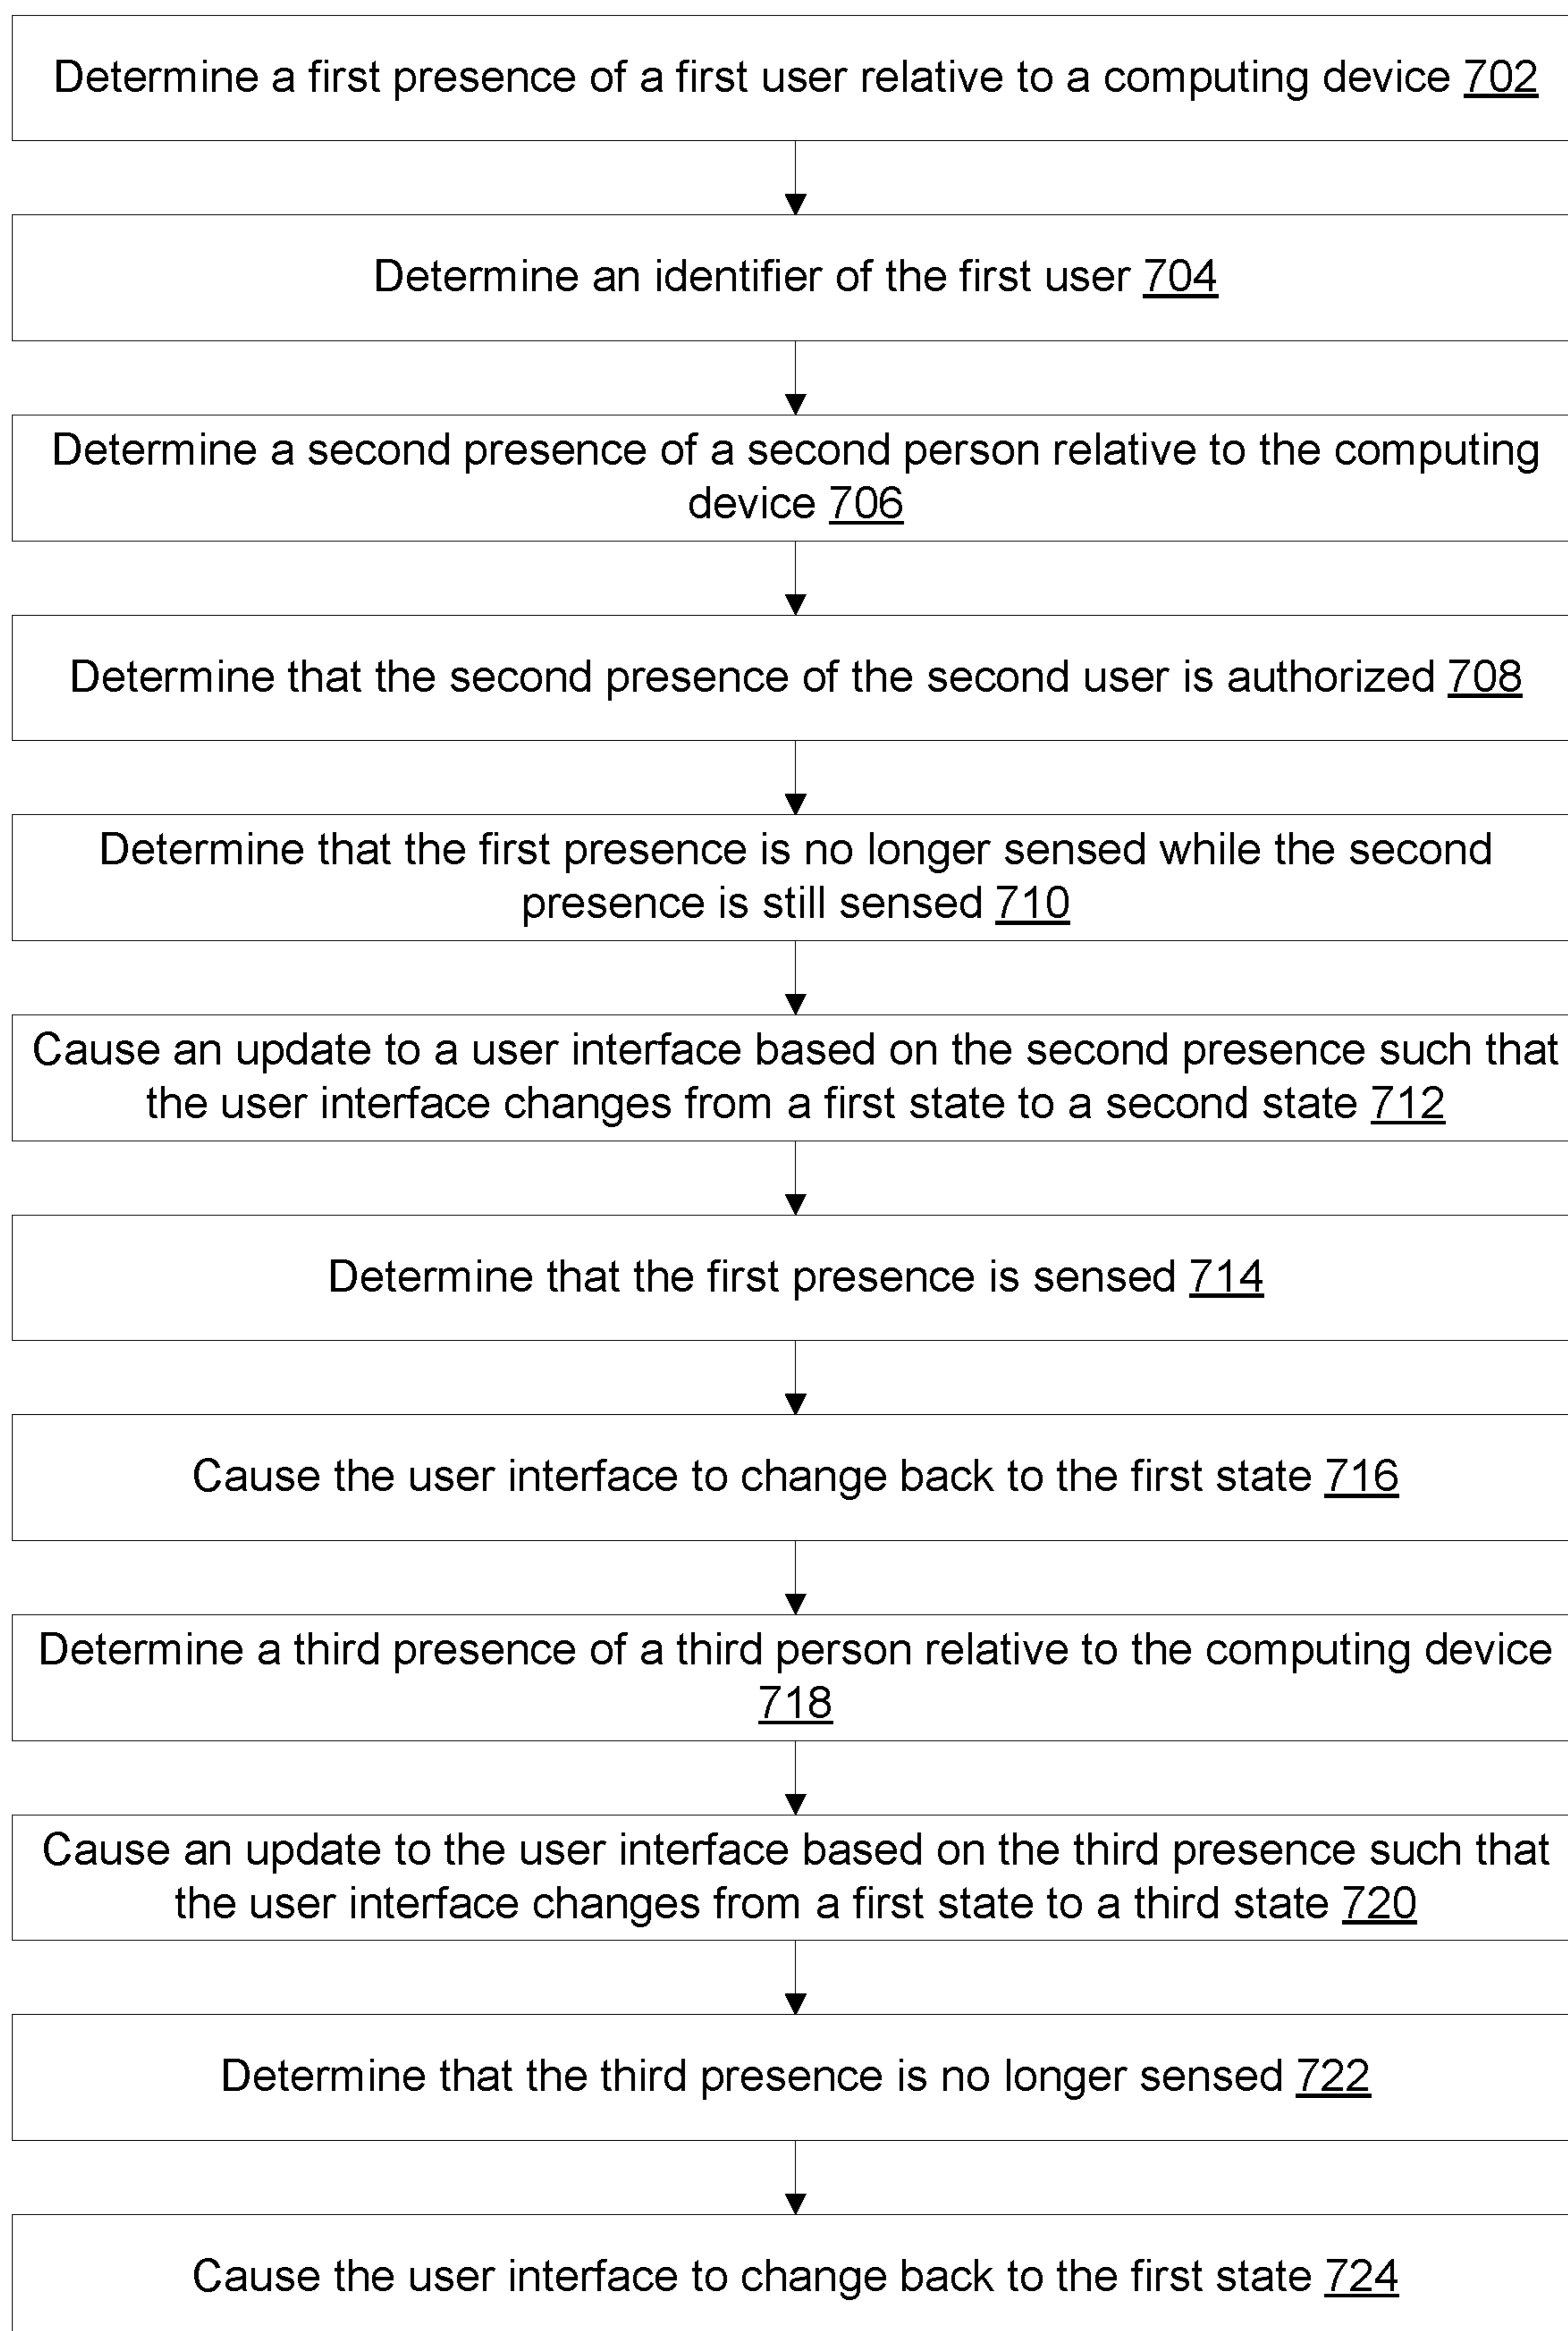 Determine a first presence of a first user relative to a computing device 702
Determine an identifier of the first user 704
Determine a second presence of a second person relative to the computing
device 706
Determine that the second presence of the second user is authorized 708
Determine that the first presence is no longer sensed while the second
presence is still sensed 710
Cause an update to a user interface based on the second presence such that
the user interface changes from a first state to a second state 712
Determine that the first presence is sensed 714
Cause the user interface to change back to the first state 716
Determine a third presence of a third person relative to the computing device
718
Cause an update to the user interface based on the third presence such that
the user interface changes from a first state to a third state 720
Determine that the third presence is no longer sensed 722
Cause the user interface to change back to the first state 724